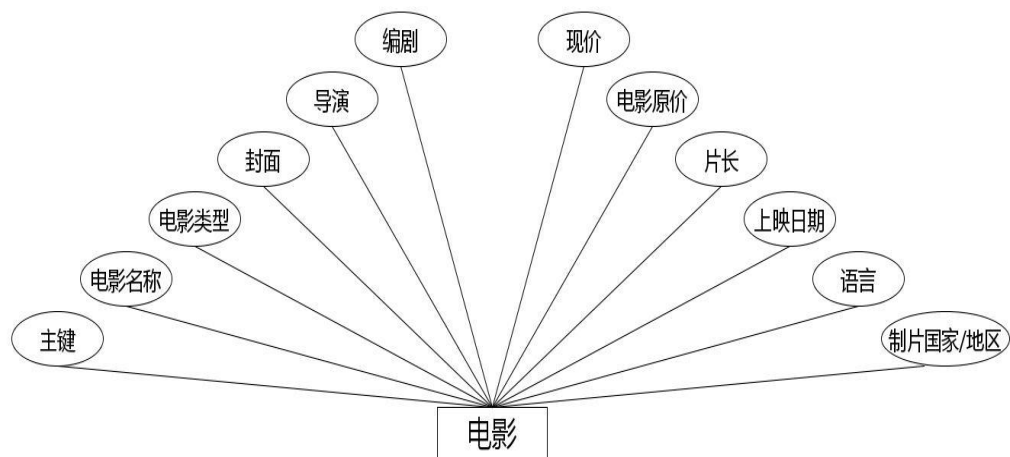 编剧
现价
导演
电影原价
封面
片长
电影类型
上映日期
电影名称
语言
主键
制片国家/地区
电影